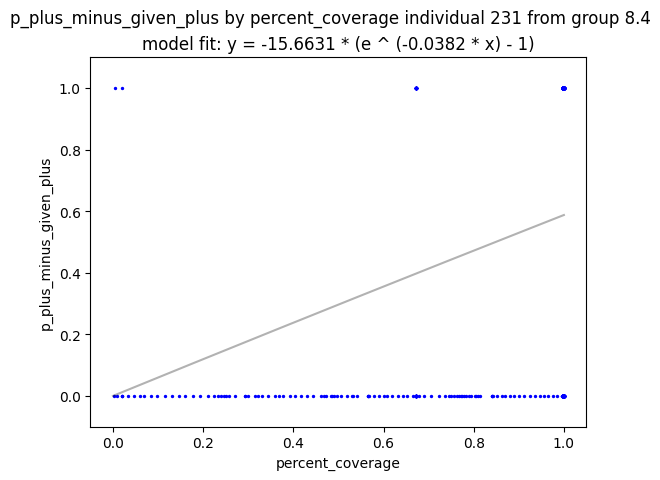 p_plus_minus_given_plus by percent_coverage individual 231 from group 8.4
model fit: y = -15.6631 * (e ^ (-0.0382 * x) - 1)
1.0
0.8
0.6
0.4
0.2
0.0
p_plus_minus_given_plus
0.0 0.2 0.4 0.6 0.8 1.0
percent_coverage